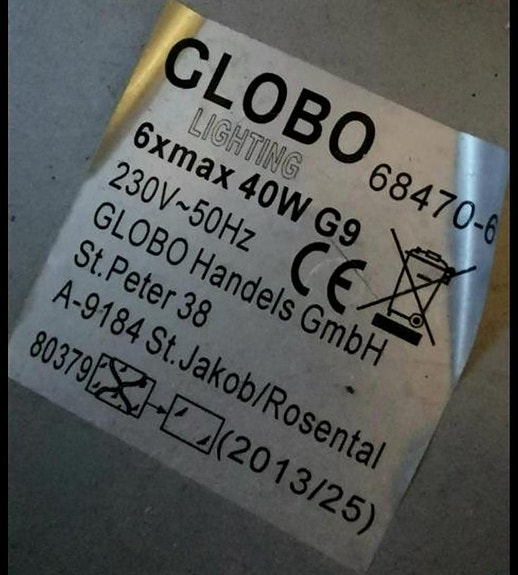 GLOBO
LIGHTING
68470-6
6xmax 40W G9
230V~50Hz
CE
GLOBO Handels GmbH
St.Peter 38
A-9184 St.Jakob/Rosental
80379 (2013/25)